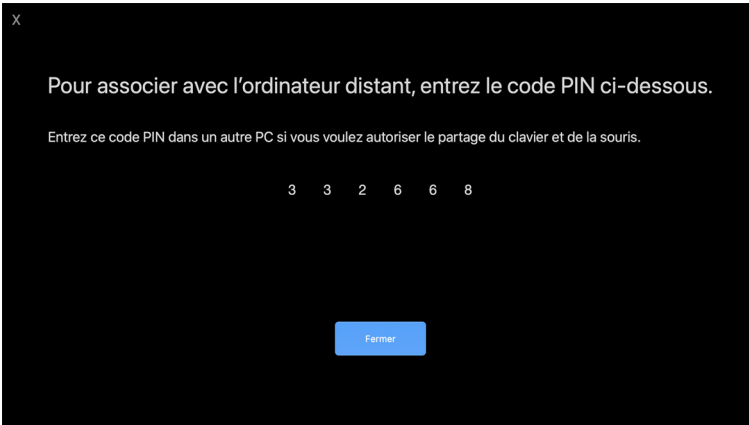 X
Pour associer avec l’ordinateur distant, entrez le code PIN ci-dessous.
Entrez ce code PIN dans un autre PC si vous voulez autoriser le partage du clavier et de la souris.
3 3 2 6 6 8
Fermer